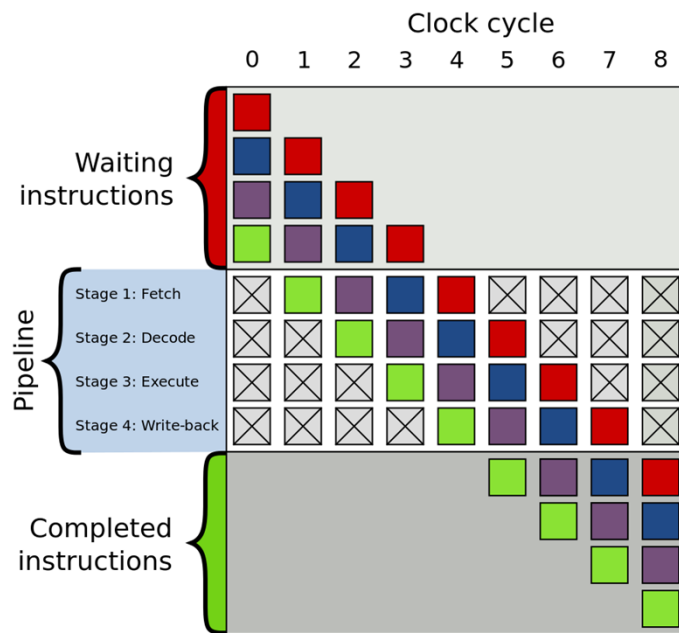 Clock cycle
0 1 2 3 4 5 6 7 8
Waiting
instructions
Pipeline
Stage 1: Fetch
Stage 2: Decode
Stage 3: Execute
Stage 4: Write-back
Completed
instructions